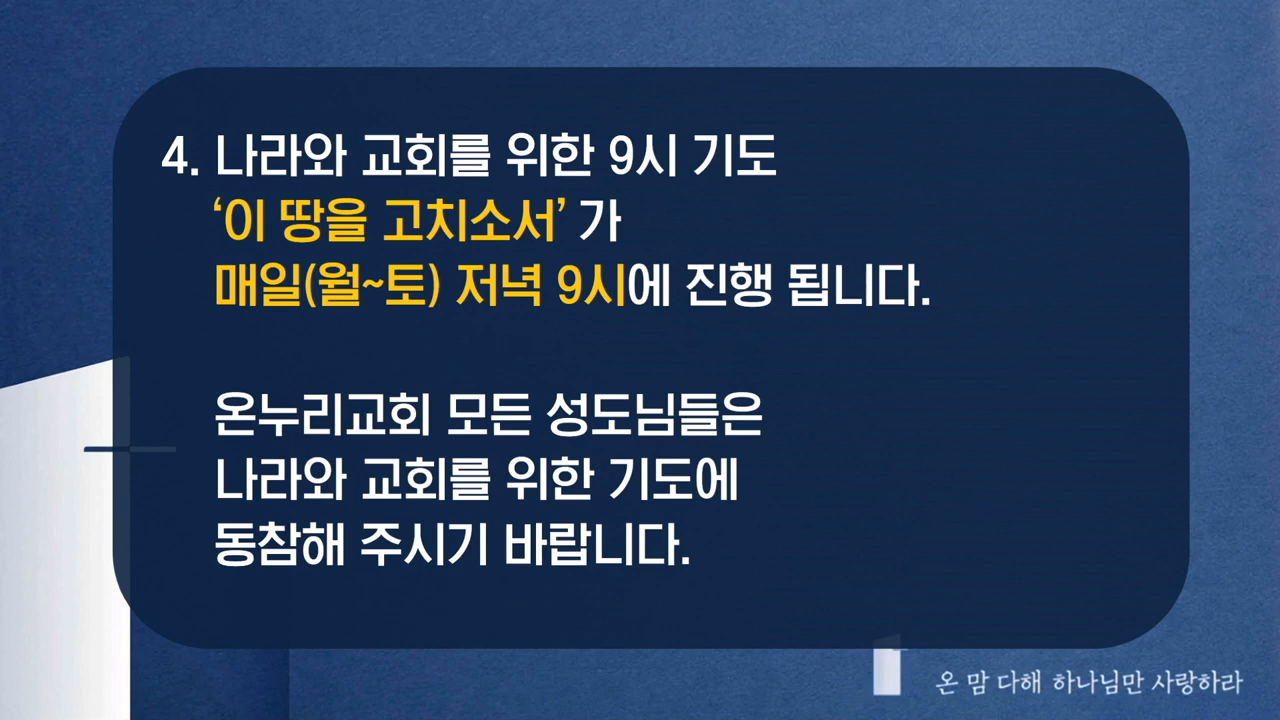 4. 나라와 교회를 위한 9시 기도
‘이 땅을 고치소서’ 가
매일(월~토) 저녁 9시에 진행 됩니다.
온누리교회 모든 성도님들은
나라와 교회를 위한 기도에
동참해 주시기 바랍니다.
온 맘 다해 하나님만 사랑하라